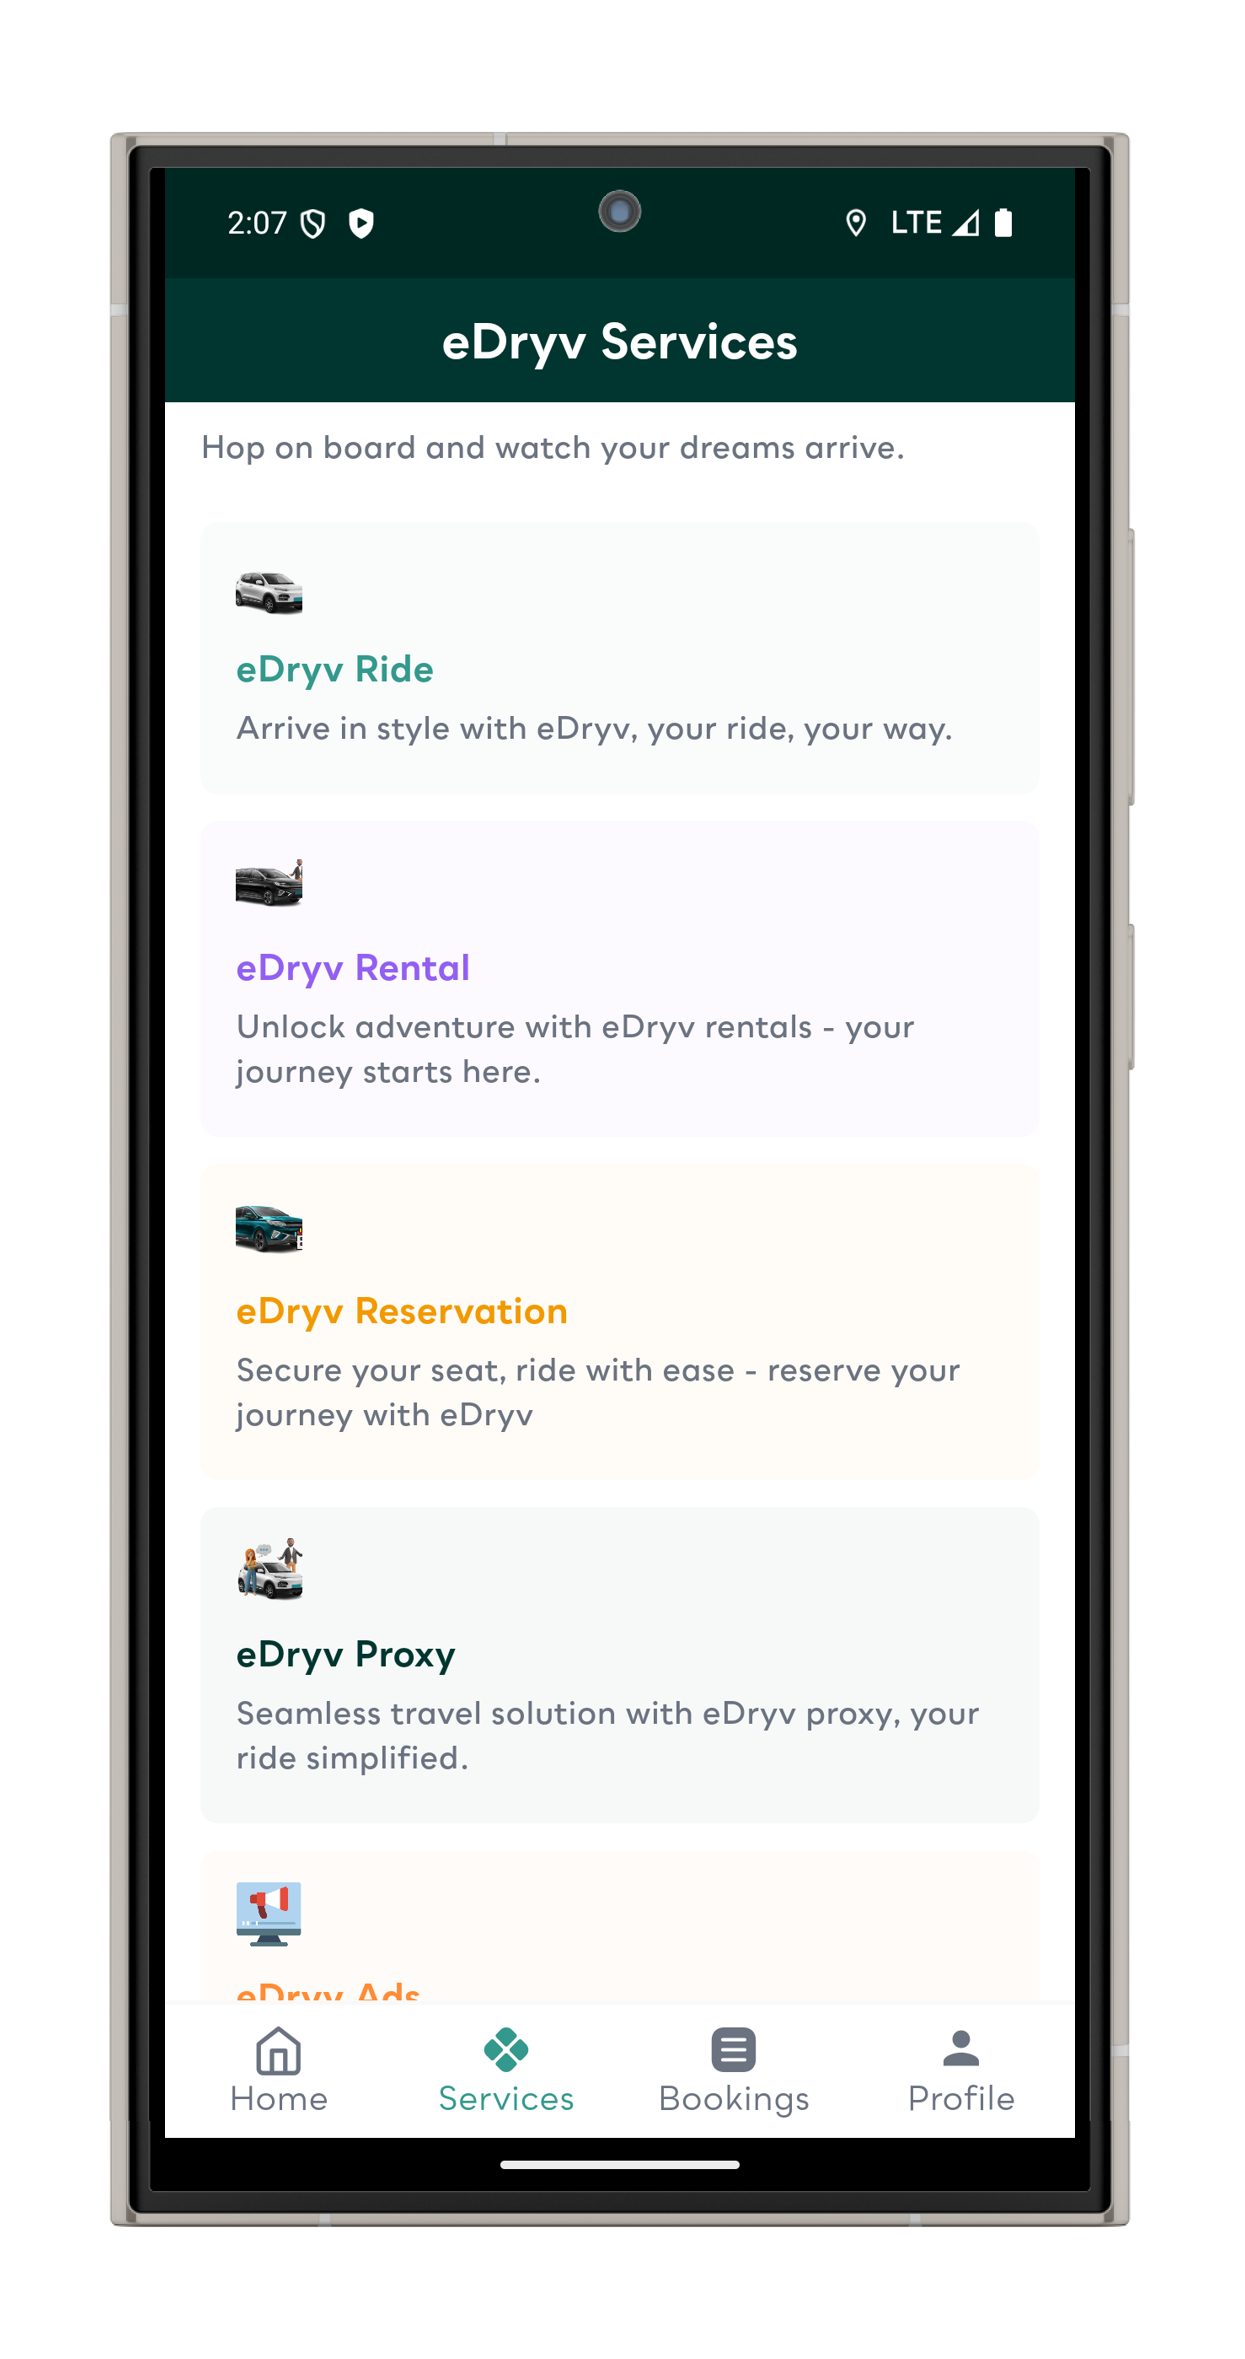 2:07
LTE
eDryv Services
Hop on board and watch your dreams arrive.
eDryv Ride
Arrive in style with eDryv, your ride, your way.
eDryv Rental
Unlock adventure with eDryv rentals - your
journey starts here.
eDryv Reservation
Secure your seat, ride with ease - reserve your
journey with eDryv
eDryv Proxy
Seamless travel solution with eDryv proxy, your
ride simplified.
eDryv Ads
Home
Services
Bookings
Profile